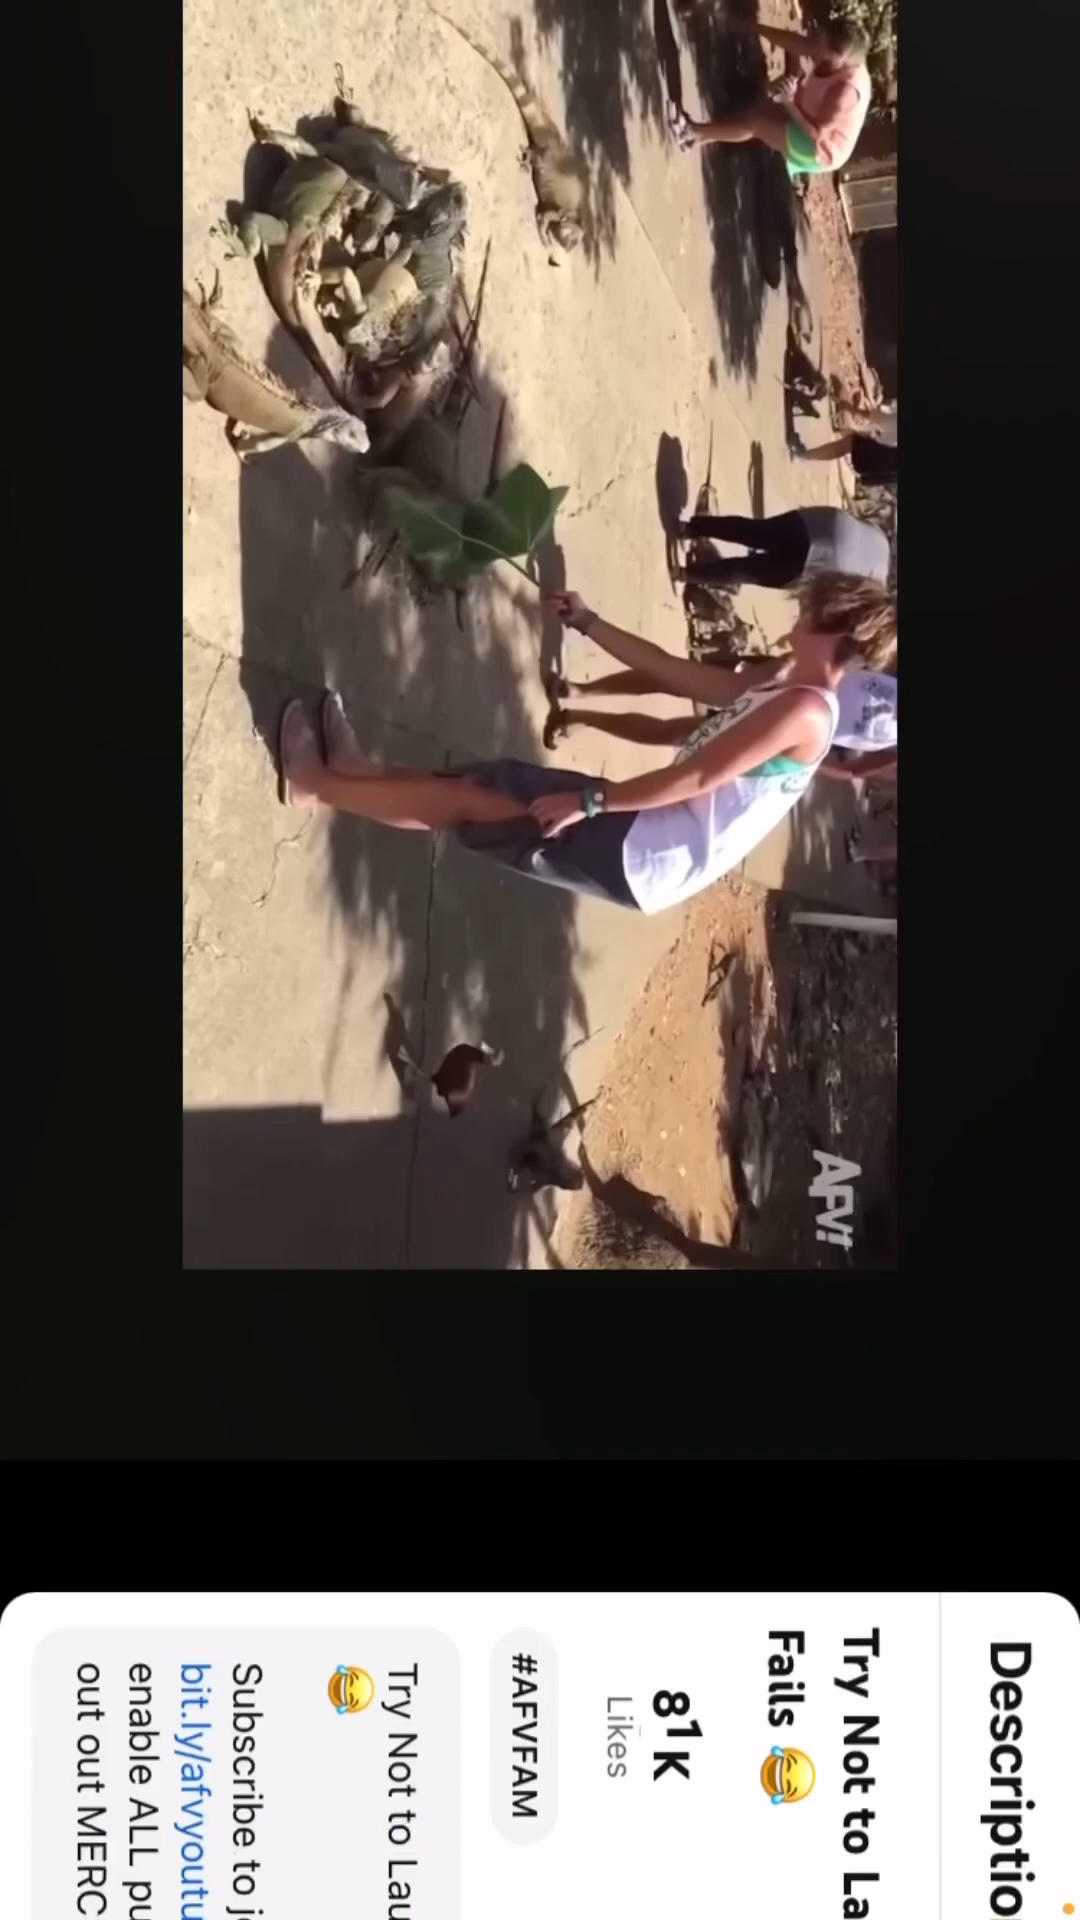 AFV!
Descriptio
Try Not to La
Fails 😂
81K
Likes
#AFVFAM
Try Not to Lau
😂
Subscribe to j
bit.ly/afvyoutu
enable ALL pu
out out MERC